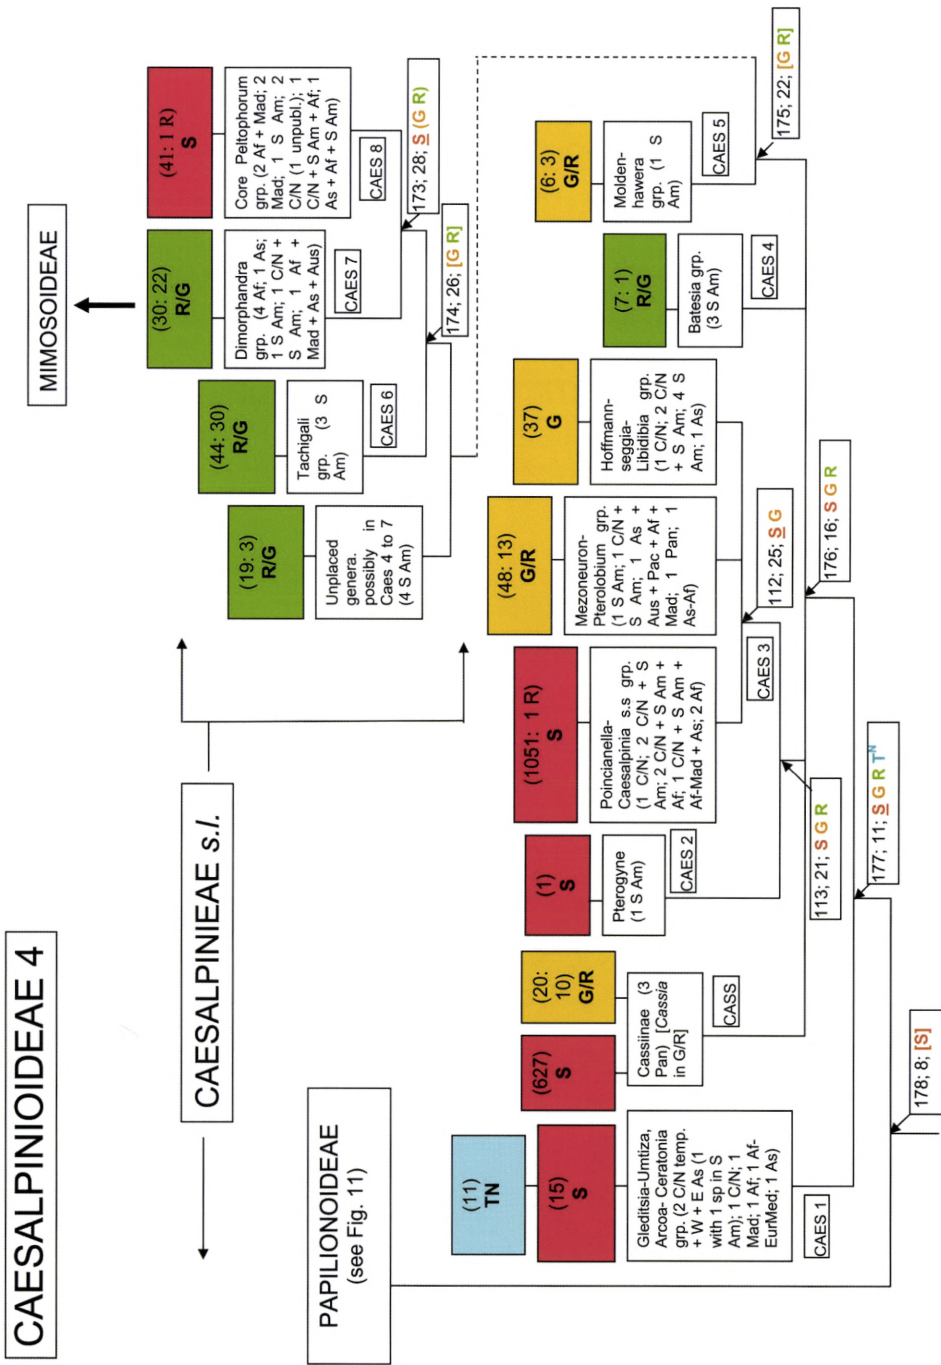 CAESALPINIOIDEAE 4
CAESALPINIEAE s.l.
MIMOSOIDEAE
PAPILIONOIDEAE
(see Fig. 11)
(19: 3)
R/G
Unplaced
genera.
possibly in
Caes 4 to 7
(4 S Am)
(44: 30)
R/G
Tachigali
grp. (3 S
Am)
CAES 6
(30: 22)
R/G
Dimorphandra
grp. (4 Af; 1 As;
1 S Am; 1 C/N +
S Am; 1 Af +
Mad + As + Aus)
CAES 7
(41: 1 R)
S
Core Peltophorum
grp. (2 Af + Mad; 2
Mad; 1 S Am; 2
C/N (1 unpubl.); 1
C/N + S Am + Af; 1
As + Af + S Am)
CAES 8
173; 28; S (G R)
174; 26; [G R]
(11)
TN
(15)
S
Gleditsia-Umtiza,
Arcoa- Ceratonia
grp. (2 C/N temp.
+ W + E As (1
with 1 sp in S
Am); 1 C/N; 1
Mad; 1 Af; 1 Af-
EurMed; 1 As)
CAES 1
(627)
S
(20:
10)
G/R
Cassiinae (3
Pan) [Cassia
in G/R]
CASS
(1)
S
Pterogyne
(1 S Am)
CAES 2
(1051: 1 R)
S
Poincianella-
Caesalpinia s.s grp.
(1 C/N; 2 C/N + S
Am; 2 C/N + S Am +
Af; 1 C/N + S Am +
Af-Mad + As; 2 Af)
(48: 13)
G/R
Mezoneuron-
Pterolobium grp.
(1 S Am; 1 C/N +
S Am; 1 As +
Aus + Pac + Af +
Mad; 1 Pan; 1
As-Af)
(37)
G
Hoffmann-
seggia-
Libidibia grp.
(1 C/N; 2 C/N
+ S Am; 4 S
Am; 1 As)
CAES 3
(7: 1)
R/G
Batesia grp.
(3 S Am)
CAES 4
(6: 3)
G/R
Molden-
hawera
grp. (1 S
Am)
CAES 5
112; 25; S G
175; 22; [G R]
113; 21; S G R
176; 16; S G R
177; 11; S G R Tᴺ
178; 8; [S]